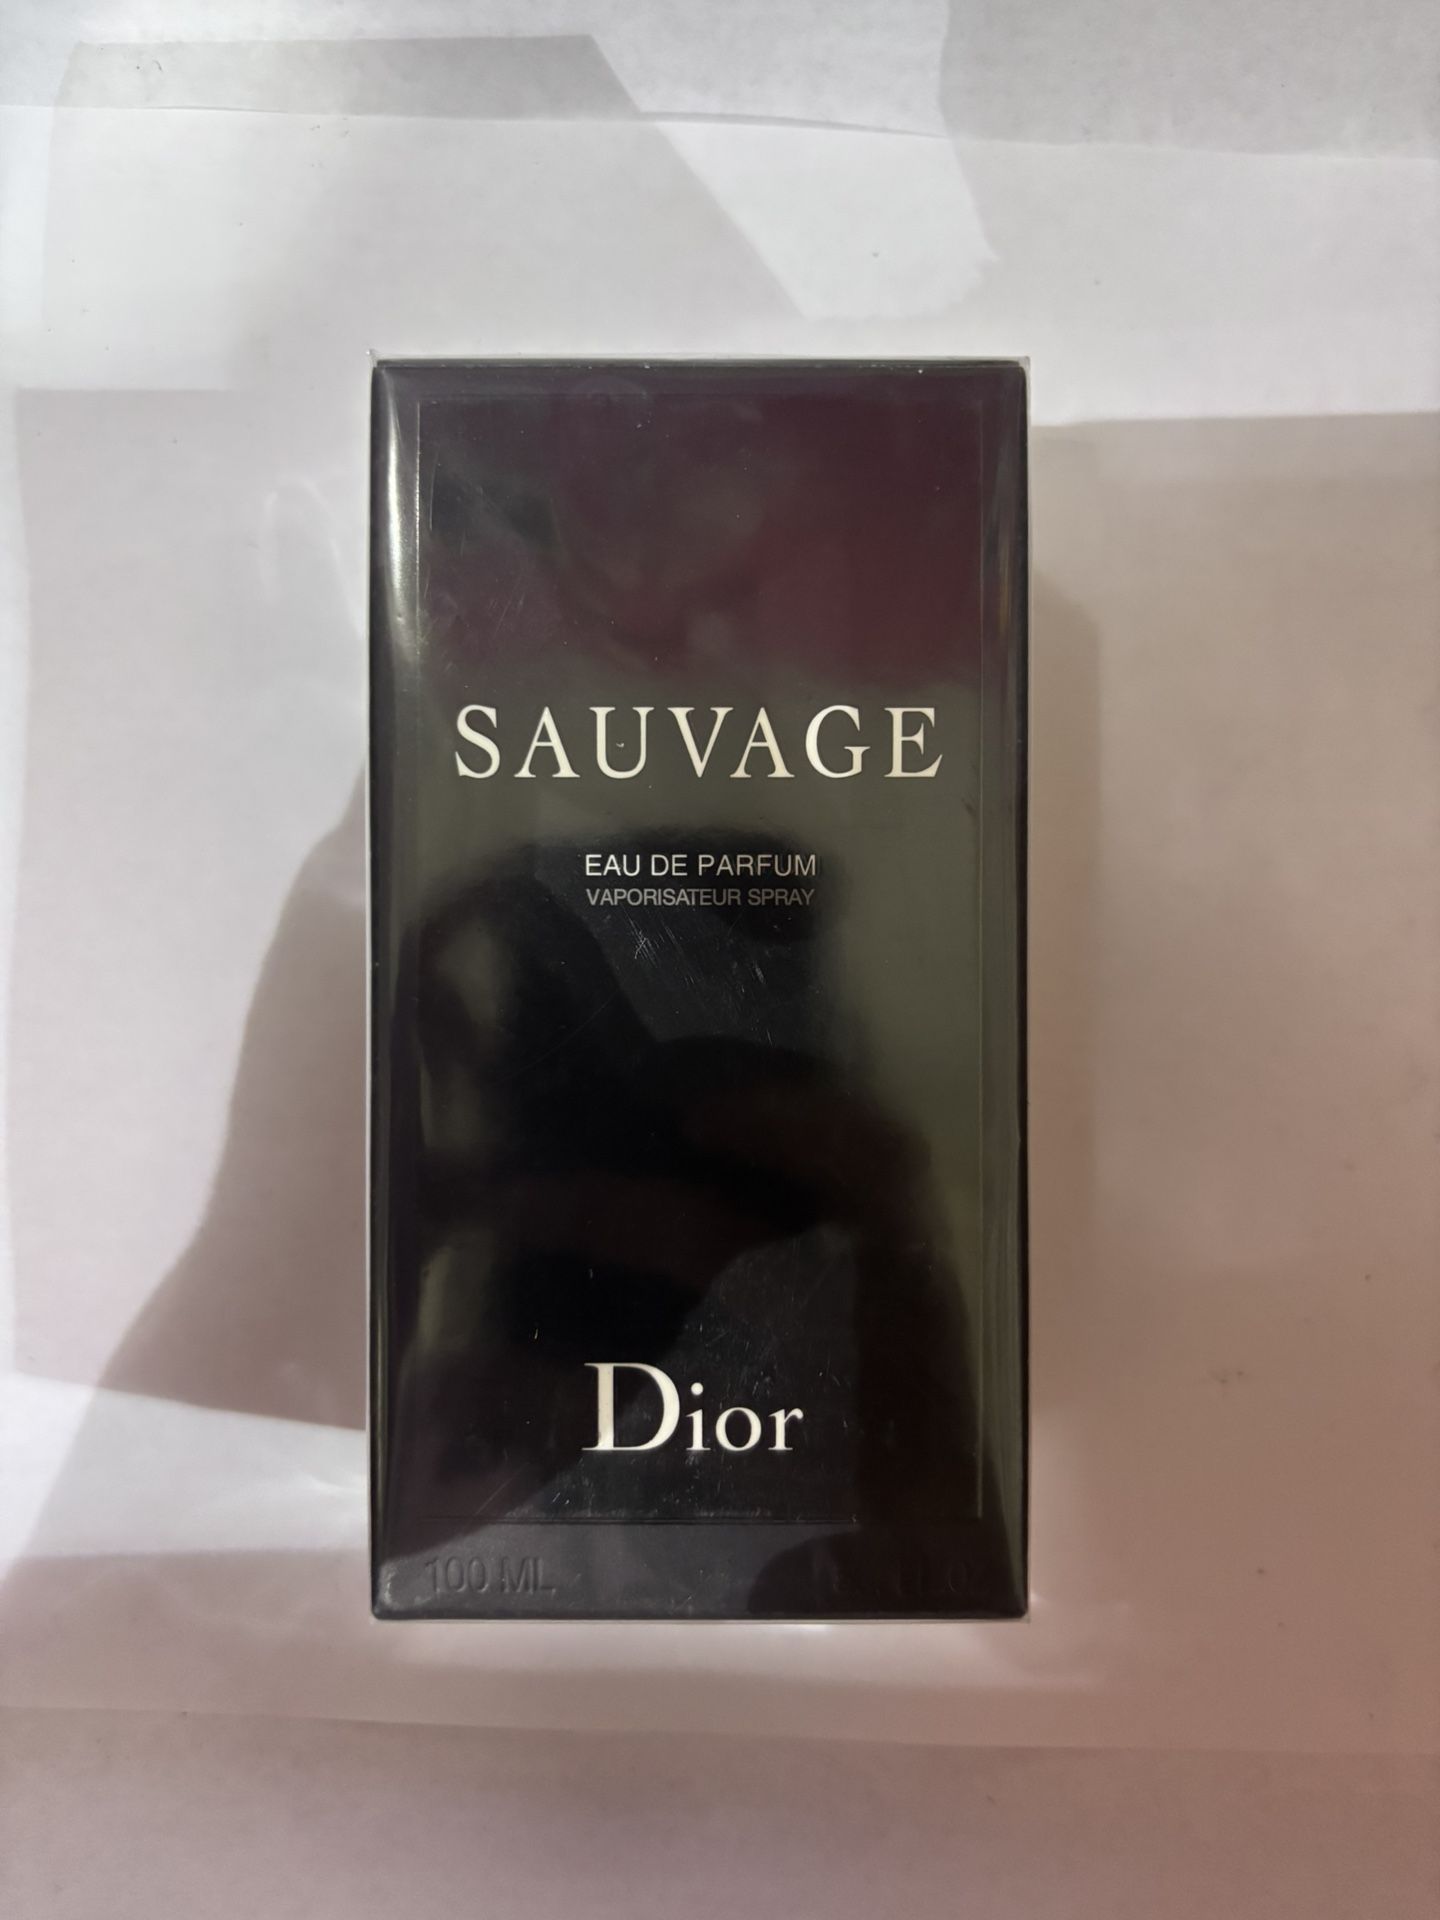 SAUVAGE
EAU DE PARFUM
VAPORISATEUR SPRAY
Dior
100 ML